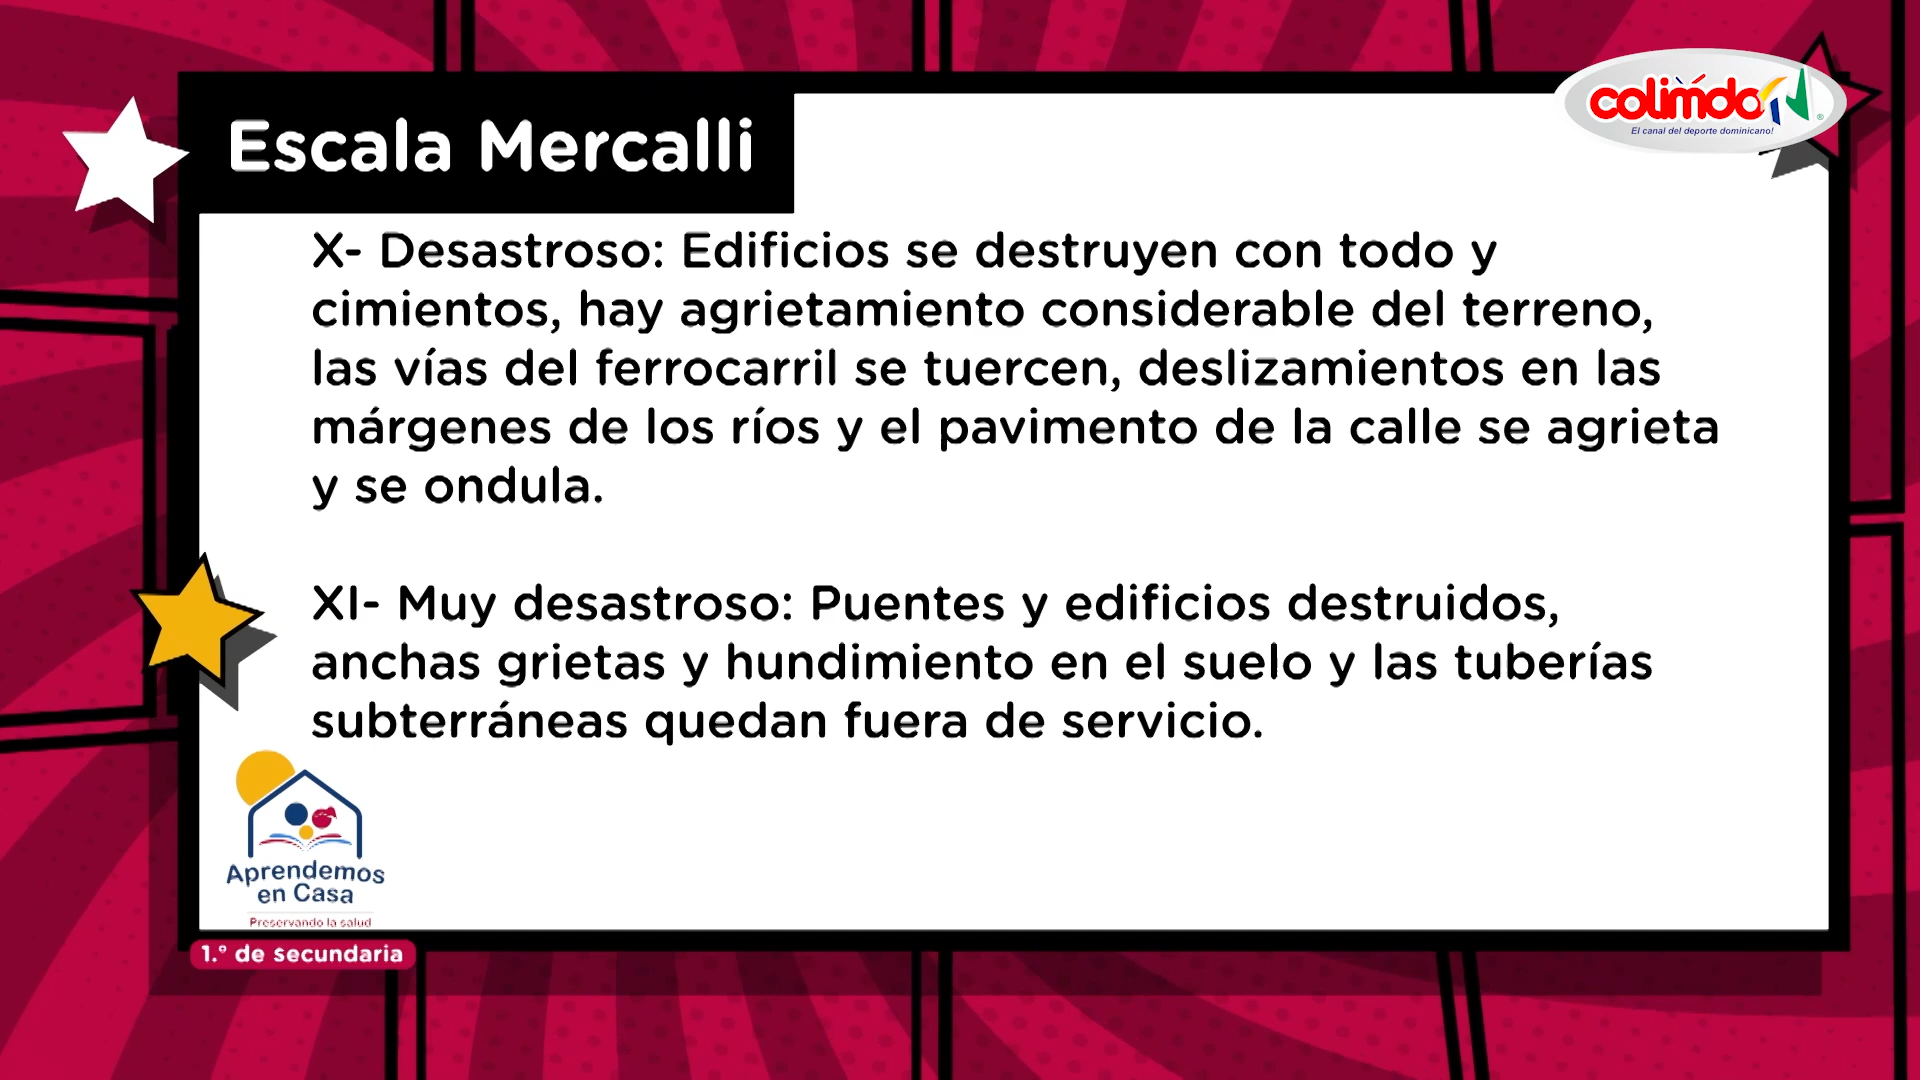 colimdo
El canal del deporte dominicano!
Escala Mercalli
X- Desastroso: Edificios se destruyen con todo y
cimientos, hay agrietamiento considerable del terreno,
las vías del ferrocarril se tuercen, deslizamientos en las
márgenes de los ríos y el pavimento de la calle se agrieta
y se ondula.
XI- Muy desastroso: Puentes y edificios destruidos,
anchas grietas y hundimiento en el suelo y las tuberías
subterráneas quedan fuera de servicio.
Aprendemos
en Casa
Preservando la salud
1.° de secundaria